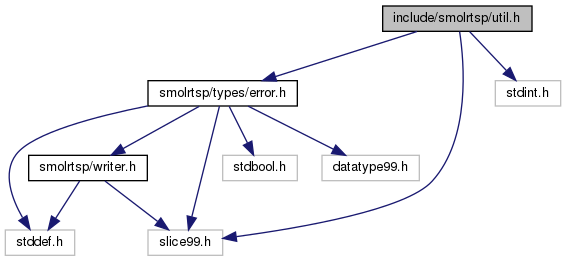 include/smolrtsp/util.h
smolrtsp/types/error.h
stdint.h
smolrtsp/writer.h
stdbool.h
datatype99.h
stddef.h
slice99.h